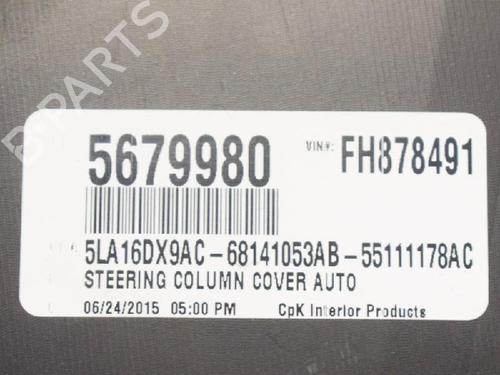 B-PARTS
5679980
VIN#: FH878491
5LA16DX9AC-68141053AB-55111178AC
STEERING COLUMN COVER AUTO
06/24/2015 05:00 PM CpK Interior Products